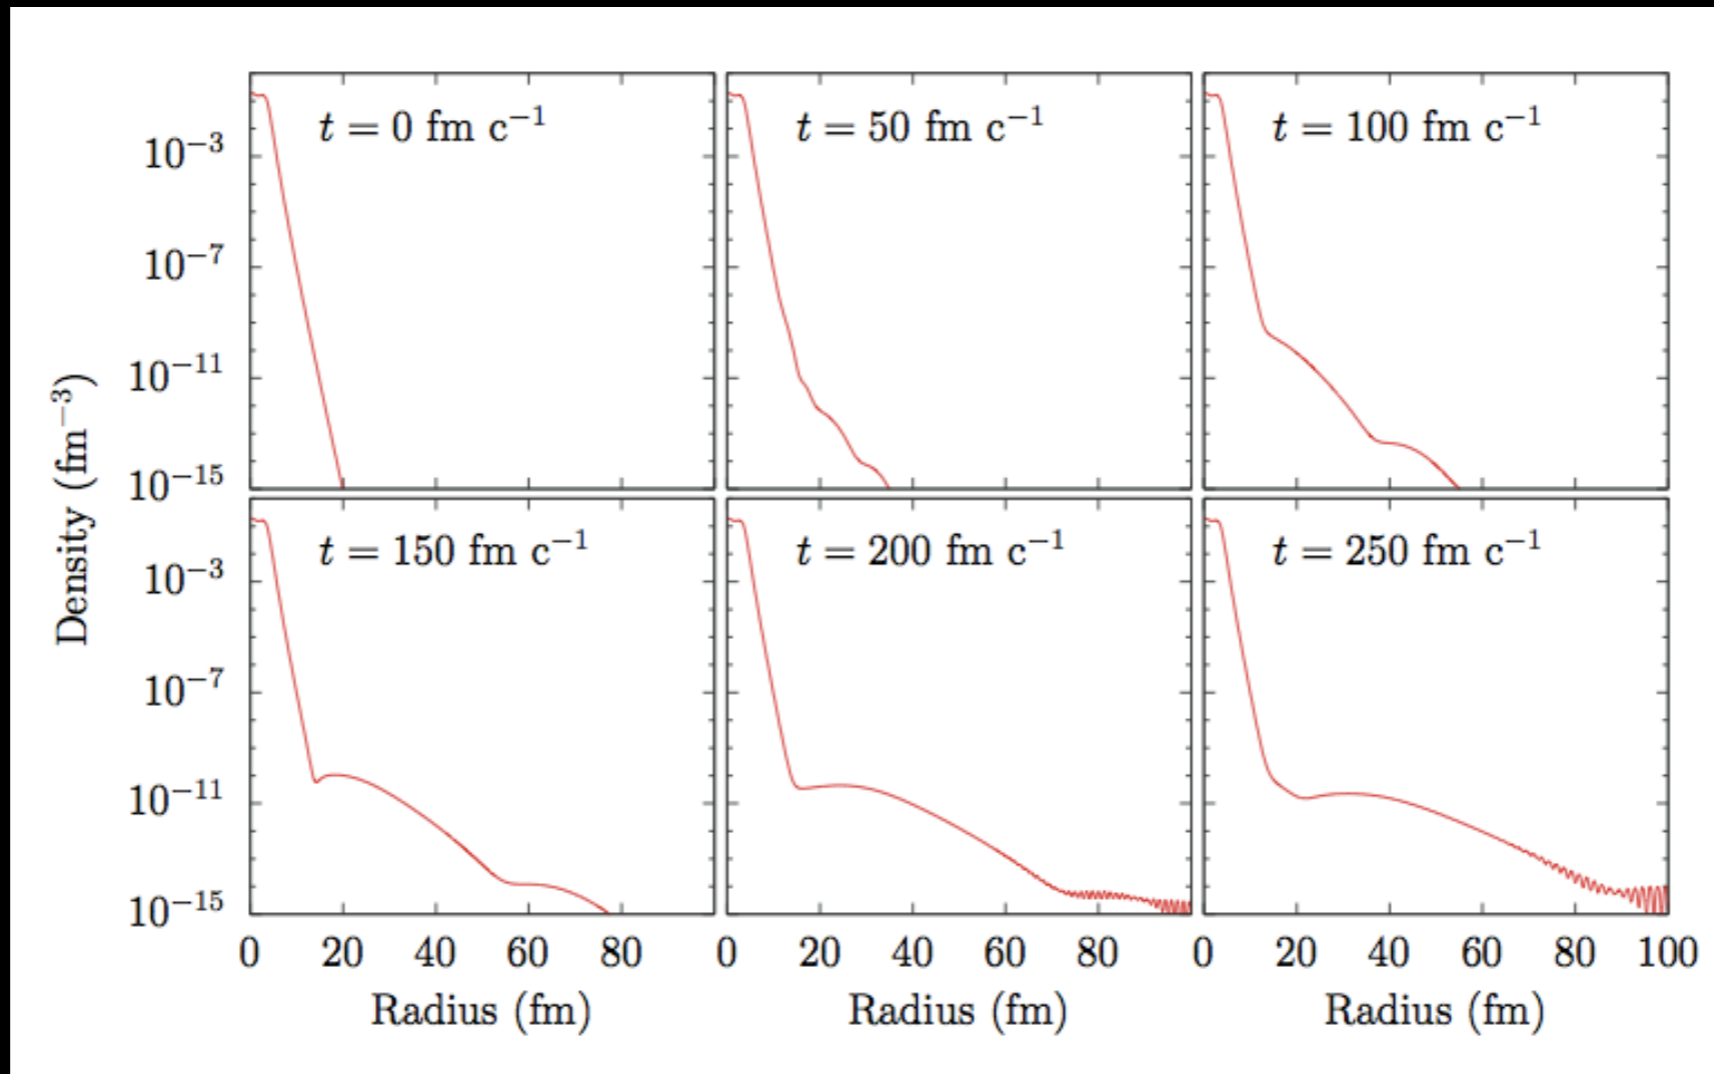 t = 0 fm c⁻¹
t = 50 fm c⁻¹
t = 100 fm c⁻¹
10⁻³
10⁻⁷
10⁻¹¹
10⁻¹⁵
Density (fm⁻³)
t = 150 fm c⁻¹
t = 200 fm c⁻¹
t = 250 fm c⁻¹
10⁻³
10⁻⁷
10⁻¹¹
10⁻¹⁵
0 20 40 60 80 0 20 40 60 80 0 20 40 60 80 100
Radius (fm) Radius (fm) Radius (fm)